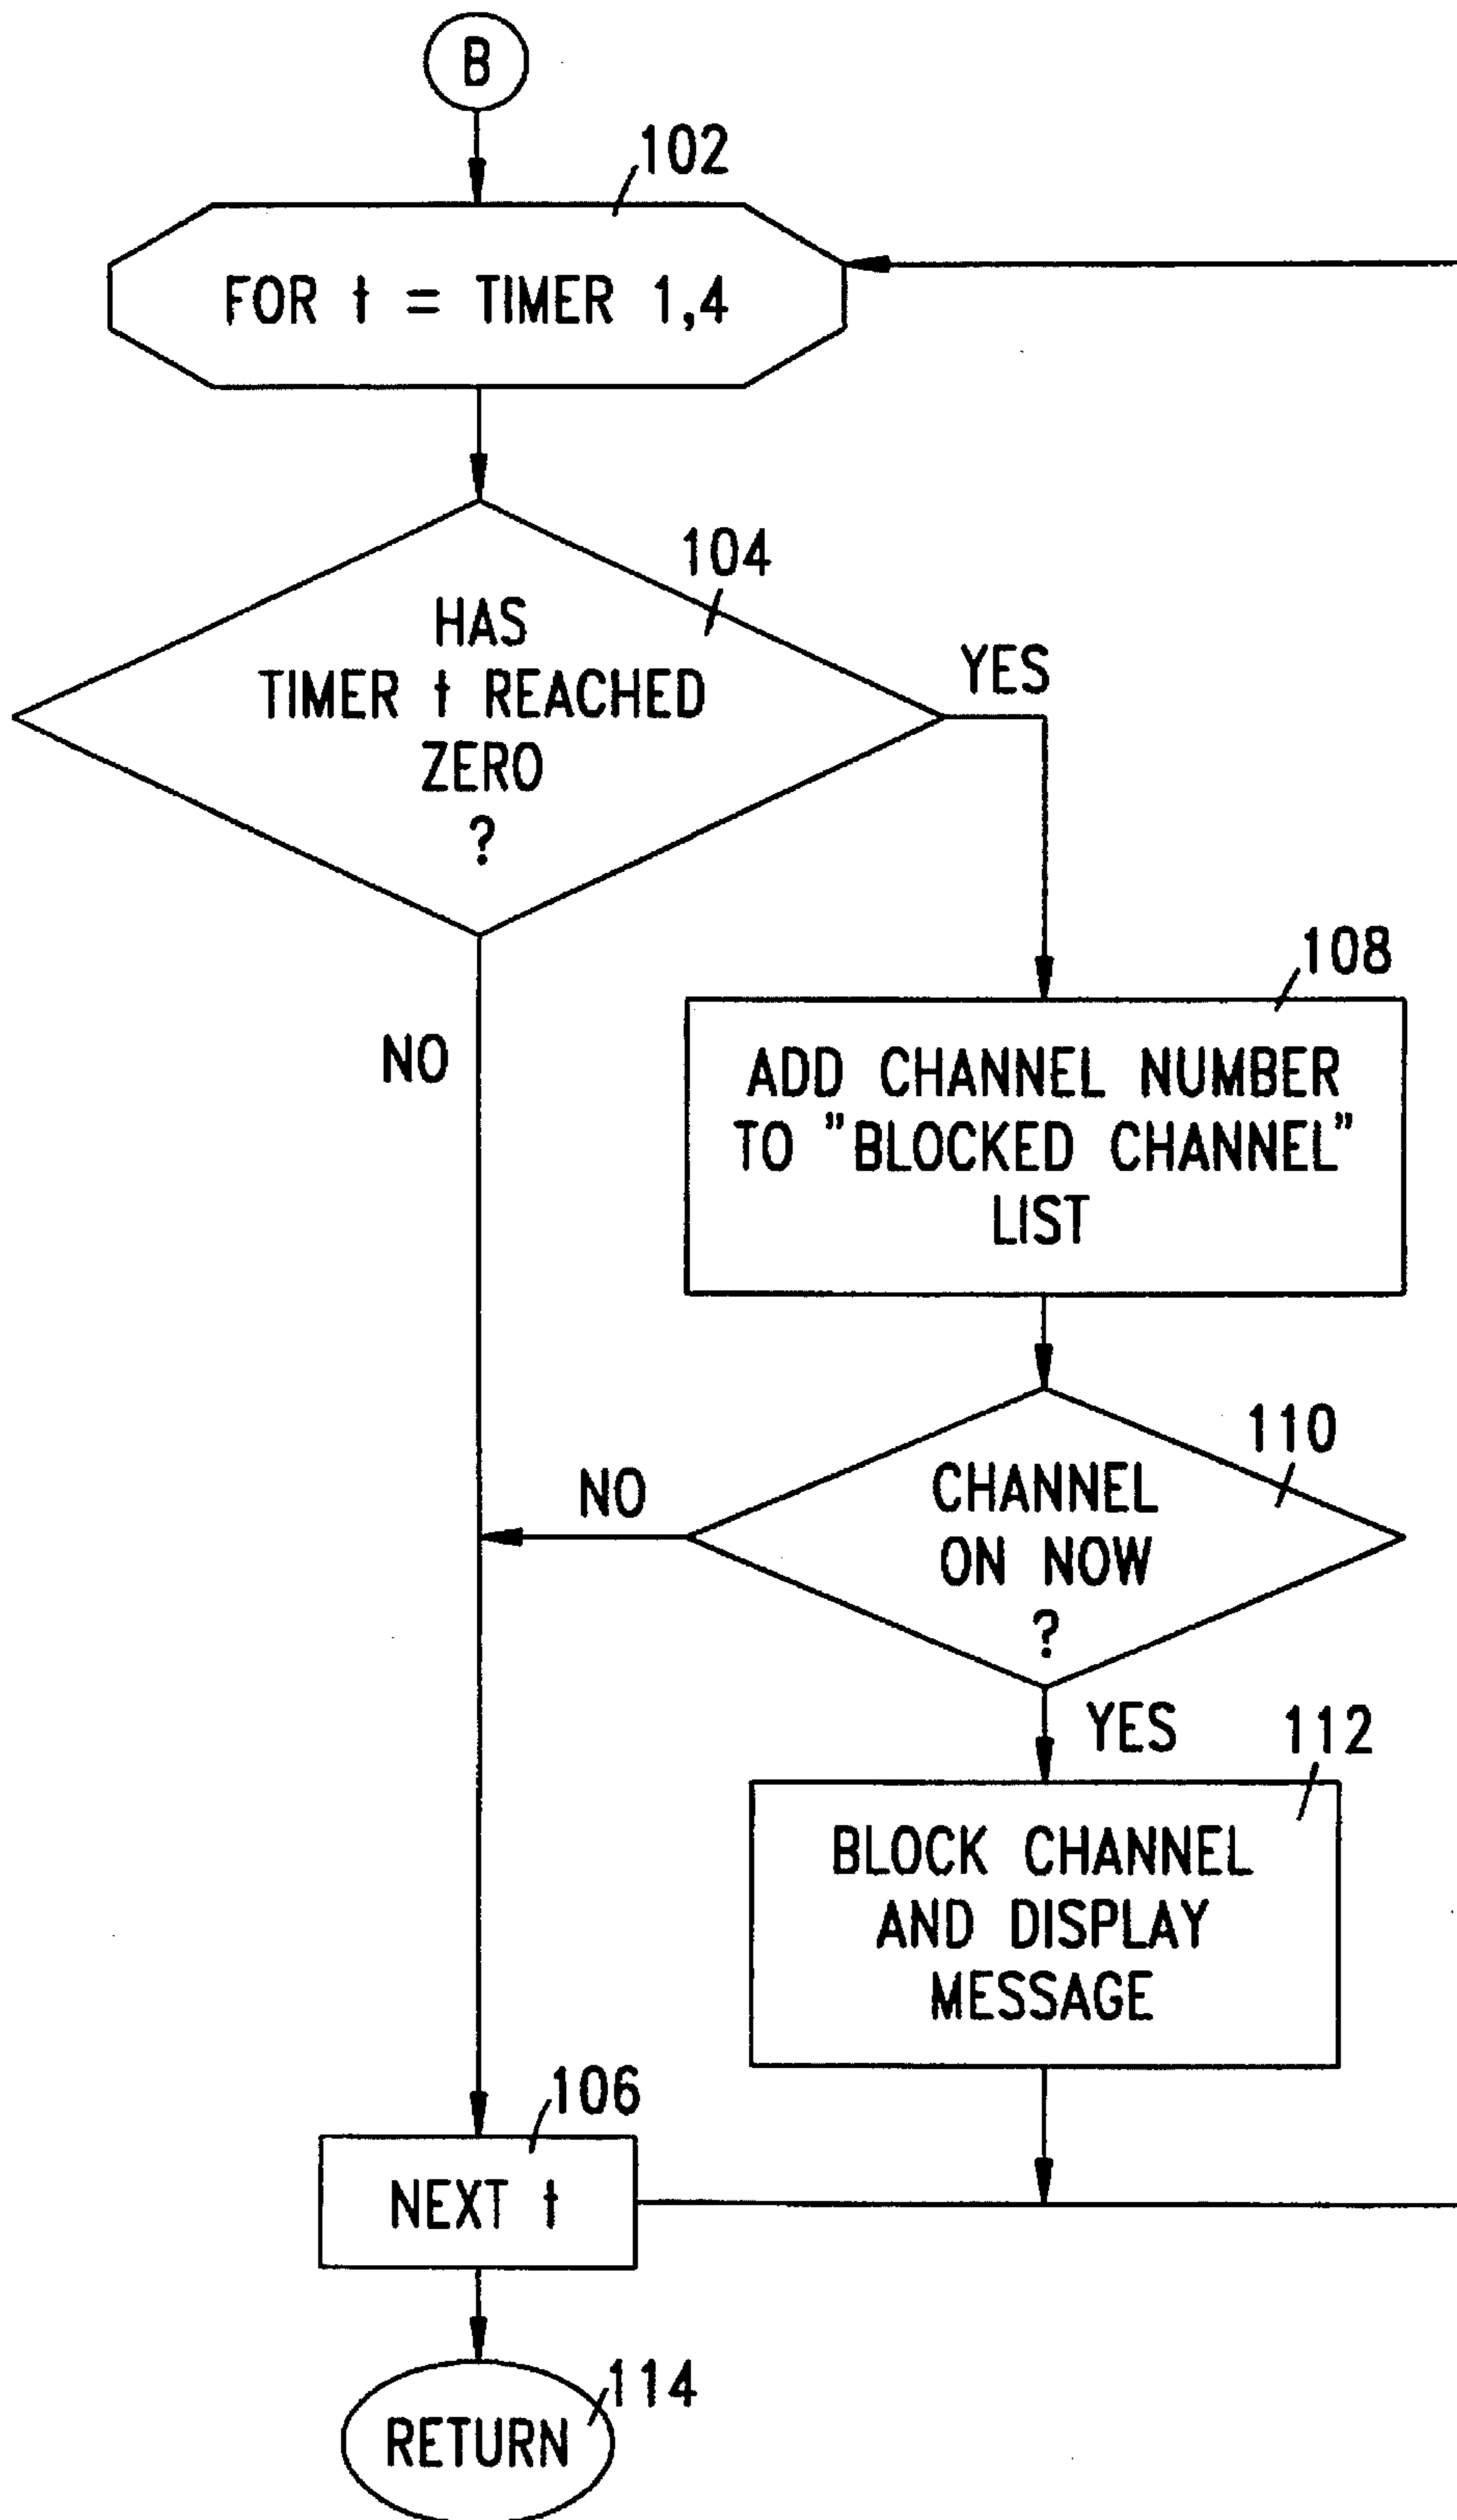 B
102
FOR t = TIMER 1,4
104
HAS
TIMER t REACHED
ZERO
?
YES
NO
108
ADD CHANNEL NUMBER
TO "BLOCKED CHANNEL"
LIST
110
CHANNEL
ON NOW
?
NO
YES
112
BLOCK CHANNEL
AND DISPLAY
MESSAGE
106
NEXT t
114
RETURN